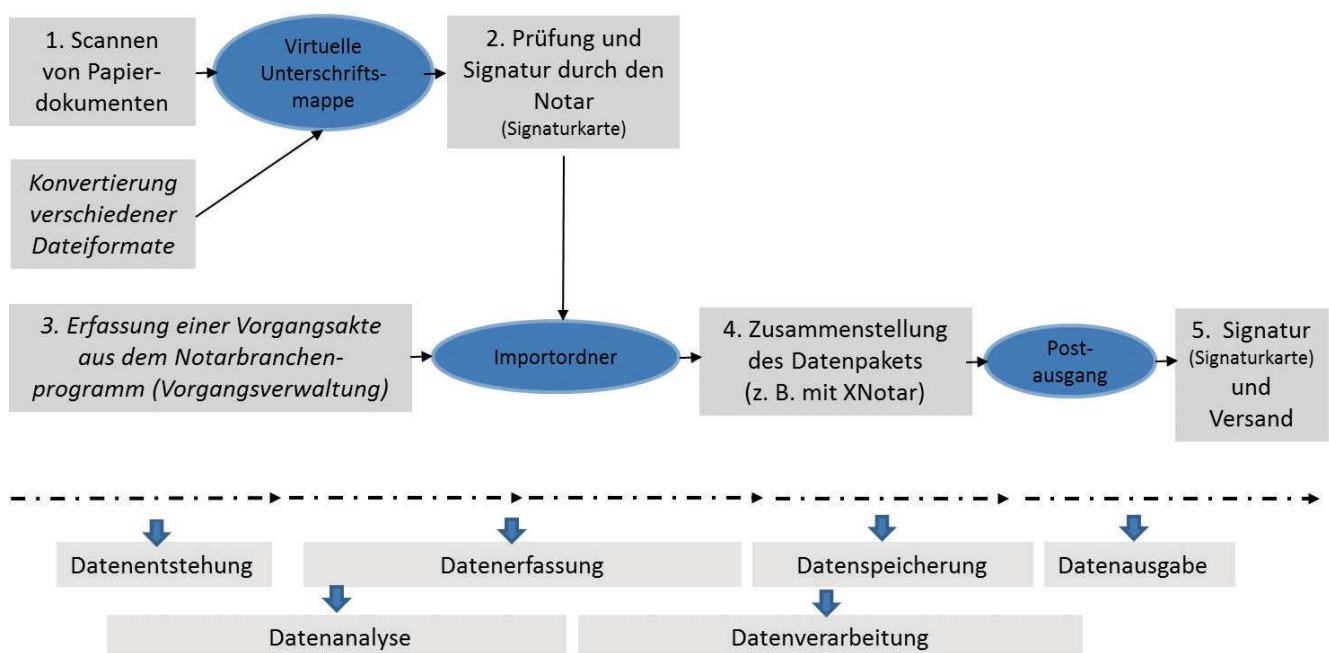 1. Scannen
von Papier-
dokumenten
Virtuelle
Unterschrifts-
mappe
2. Prüfung und
Signatur durch den
Notar
(Signaturkarte)
Konvertierung
verschiedener
Dateiformate
3. Erfassung einer Vorgangsakte
aus dem Notarbranchen-
programm (Vorgangsverwaltung)
Importordner
4. Zusammenstellung
des Datenpakets
(z. B. mit XNotar)
Post-
ausgang
5. Signatur
(Signaturkarte)
und
Versand
Datenentstehung
Datenerfassung
Datenspeicherung
Datenausgabe
Datenanalyse
Datenverarbeitung